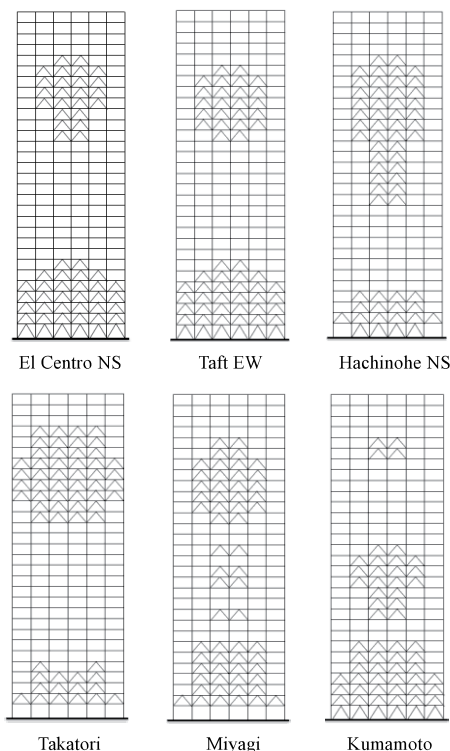 El Centro NS
Taft EW
Hachinohe NS
Takatori
Miyagi
Kumamoto